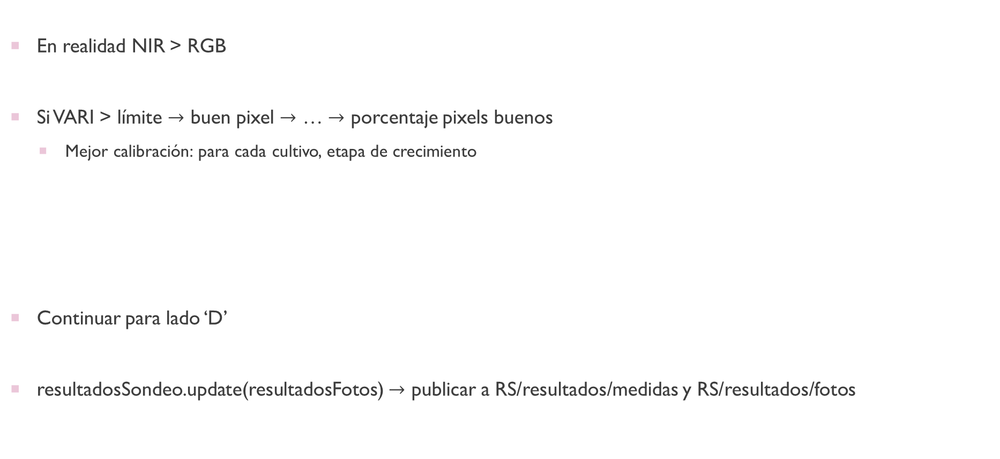 En realidad NIR > RGB
Si VARI > límite → buen pixel → … → porcentaje pixels buenos
Mejor calibración: para cada cultivo, etapa de crecimiento
Continuar para lado ‘D’
resultadosSondeo.update(resultadosFotos) → publicar a RS/resultados/medidas y RS/resultados/fotos